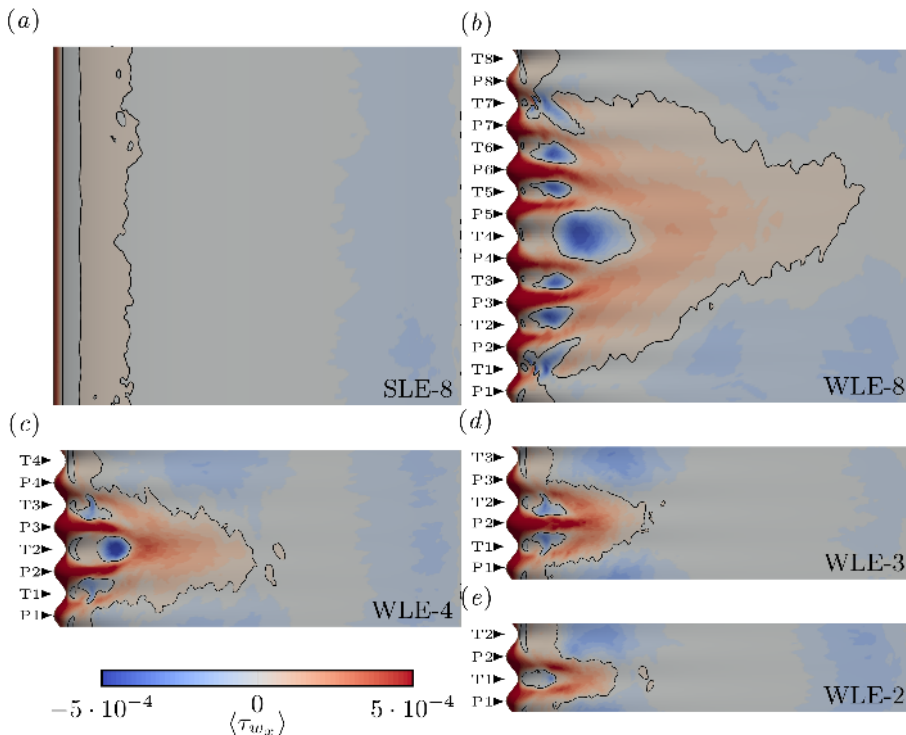 (a)
SLE-8
(b)
T8►
P8►
T7►
P7►
T6►
P6►
T5►
P5►
T4►
P4►
T3►
P3►
T2►
P2►
T1►
P1►
WLE-8
(c)
T4►
P4►
T3►
P3►
T2►
P2►
T1►
P1►
WLE-4
(d)
T3►
P3►
T2►
P2►
T1►
P1►
WLE-3
(e)
T2►
P2►
T1►
P1►
WLE-2
−5·10⁻⁴ 0 5·10⁻⁴
⟨τ_{w_x}⟩